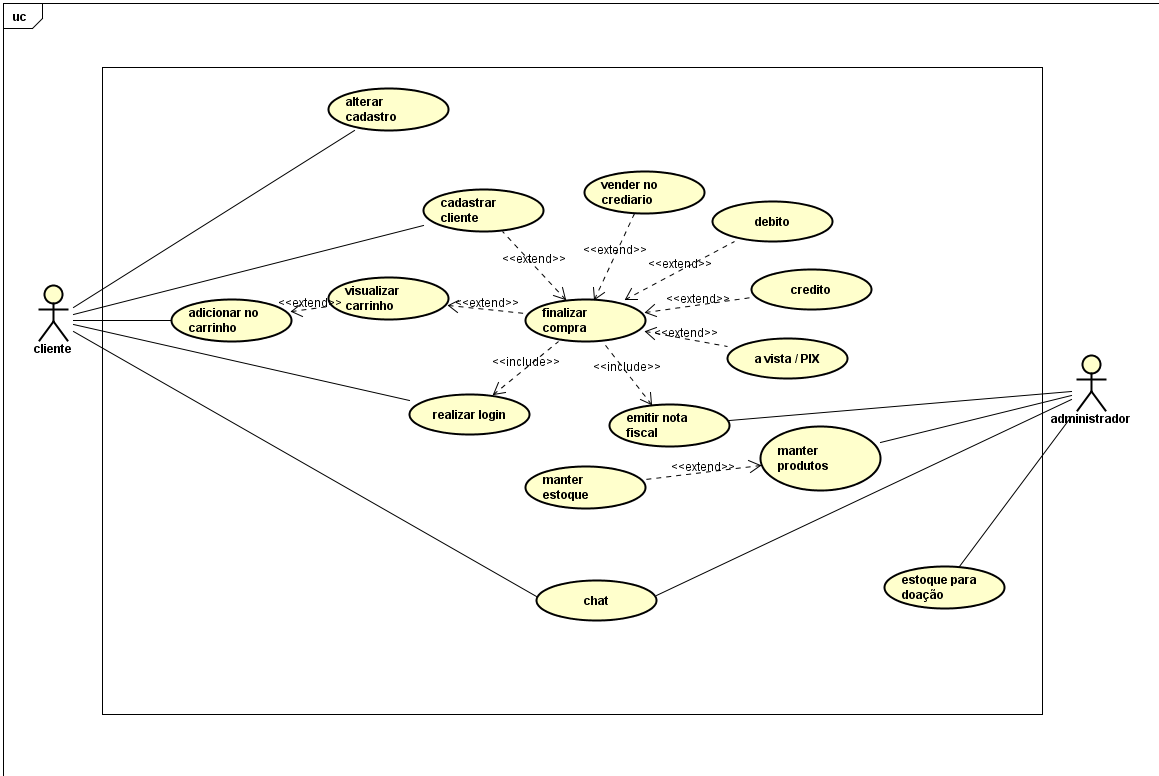 uc
alterar
cadastro
cadastrar
cliente
vender no
crediario
debito
<<extend>>
<<extend>>
<<extend>>
visualizar
carrinho
credito
<<extend>>
<<extend>>
<<extend>>
adicionar no
carrinho
finalizar
compra
cliente
<<extend>>
a vista / PIX
<<include>>
<<include>>
realizar login
emitir nota
fiscal
administrador
manter
produtos
<<extend>>
manter
estoque
estoque para
doação
chat